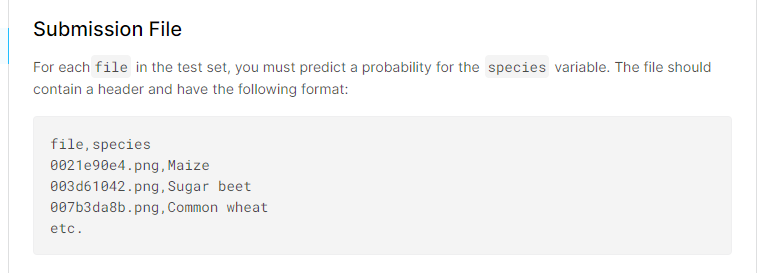 Submission File
For each file in the test set, you must predict a probability for the species variable. The file should
contain a header and have the following format:
file,species
0021e90e4.png,Maize
003d61042.png,Sugar beet
007b3da8b.png,Common wheat
etc.